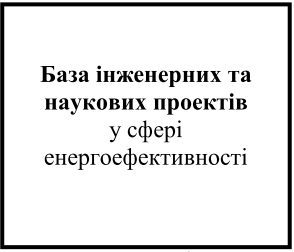 База інженерних та
наукових проектів
у сфері
енергоефективності